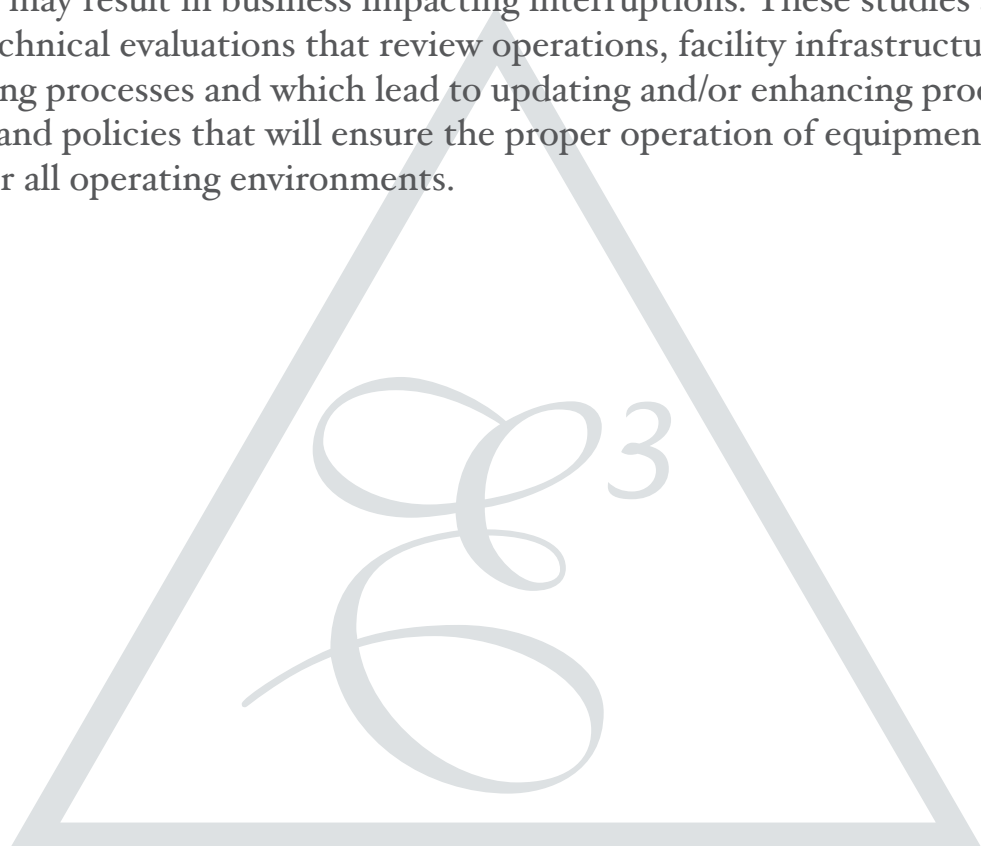 may result in business impacting interruptions. These studies
chnical evaluations that review operations, facility infrastructu
ng processes and which lead to updating and/or enhancing pro
and policies that will ensure the proper operation of equipmen
r all operating environments.
E3